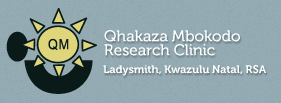 QM
Qhakaza Mbokodo
Research Clinic
Ladysmith, Kwazulu Natal, RSA